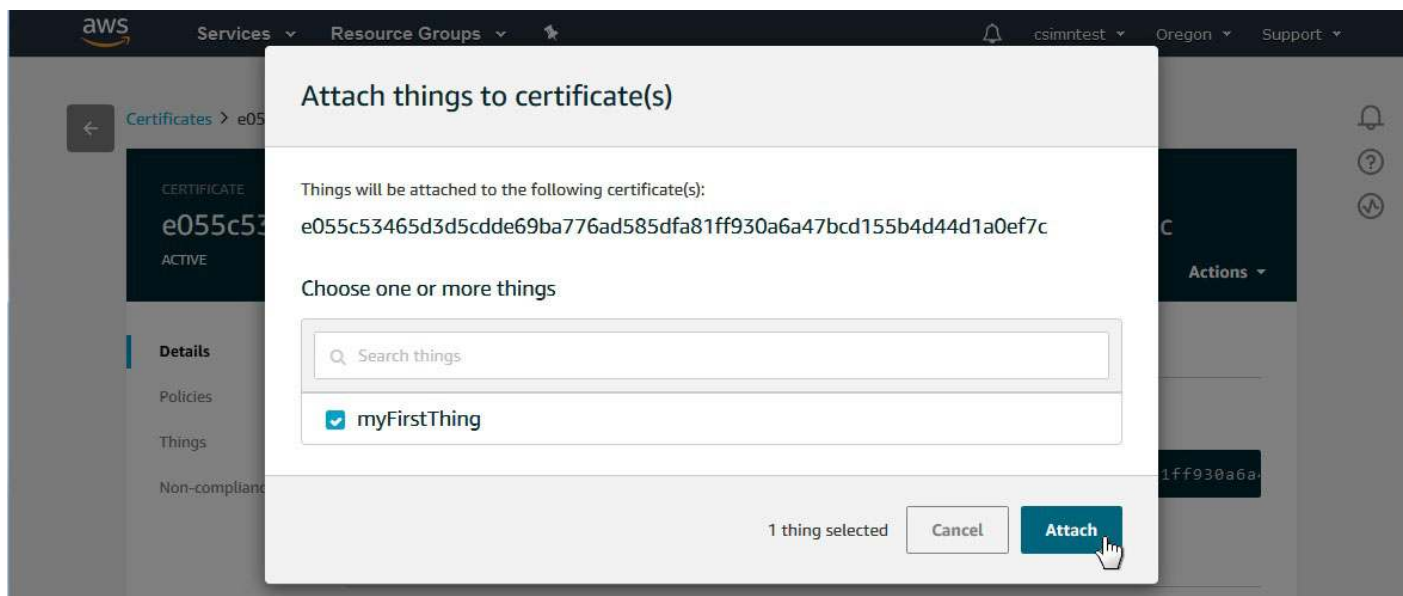 aws
Services Resource Groups csimntest Oregon Support
Attach things to certificate(s)
Certificates > e05
Things will be attached to the following certificate(s):
CERTIFICATE
e055c53465d3d5cdde69ba776ad585dfa81ff930a6a47bcd155b4d44d1a0ef7c
e055c53 c
ACTIVE
Actions
Choose one or more things
Details
Search things
Policies
myFirstThing
Things
1ff930a6a
Non-complianc
1 thing selected Cancel Attach